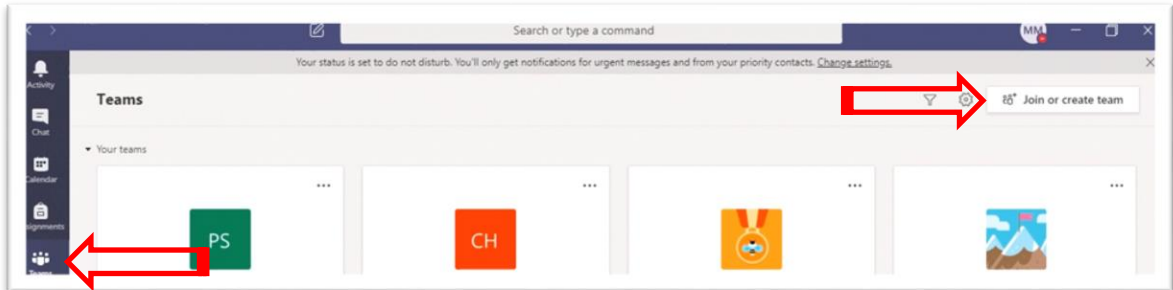 Search or type a command
MM
Your status is set to do not disturb. You'll only get notifications for urgent messages and from your priority contacts. Change settings.
Activity
Teams
Join or create team
Chat
Your teams
Calendar
signments
PS
CH
Teams